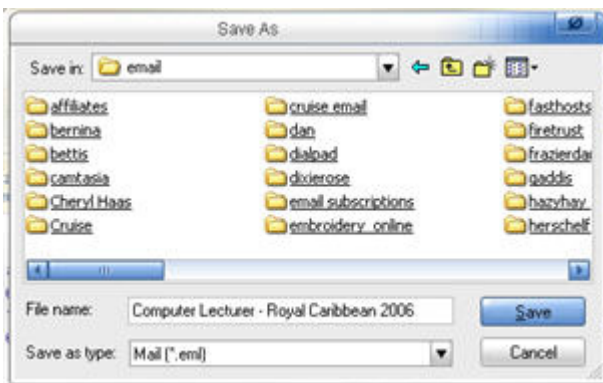 Save As
Save in: email
affiliates cruise email fasthosts
bernina dan firetrust
bettis dialpad
camtasia dixierose gaddis
Cheryl Haas email subscriptions
Cruise embroidery_online
File name: Computer Lecturer - Royal Caribbean 2006 Save
Save as type: Mail (*.eml) Cancel